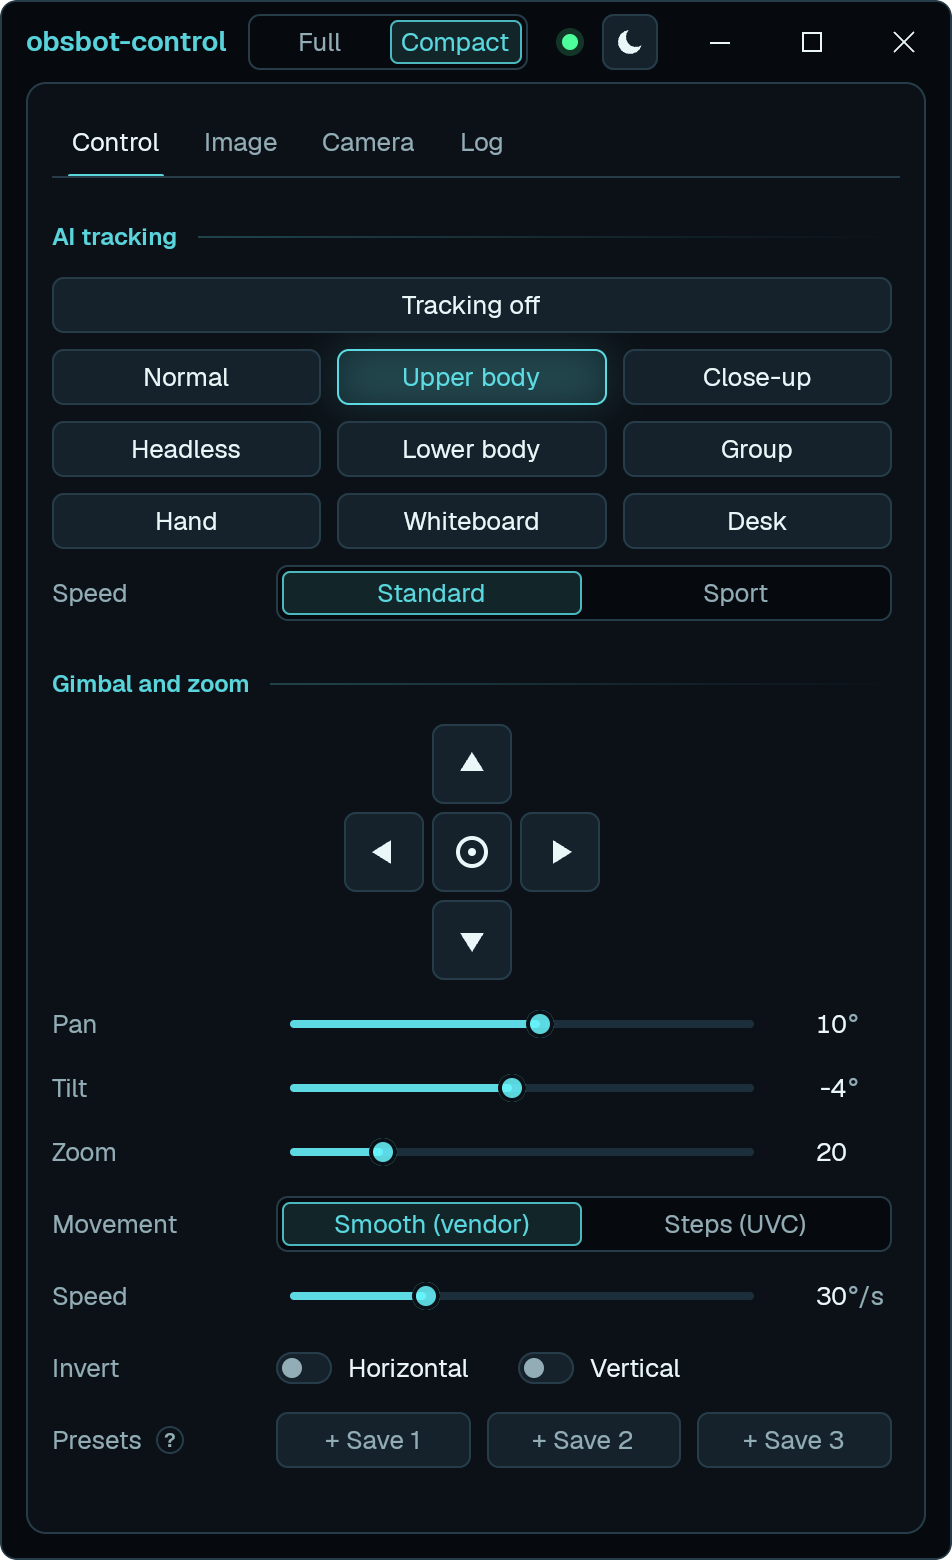 obsbot-control Full Compact
Control Image Camera Log
AI tracking
Tracking off
Normal Upper body Close-up
Headless Lower body Group
Hand Whiteboard Desk
Speed Standard Sport
Gimbal and zoom
Pan 10°
Tilt -4°
Zoom 20
Movement Smooth (vendor) Steps (UVC)
Speed 30°/s
Invert Horizontal Vertical
Presets ? + Save 1 + Save 2 + Save 3